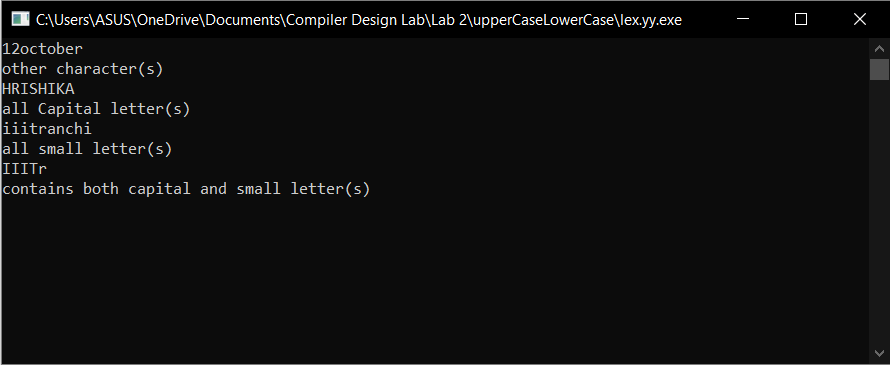 C:\Users\ASUS\OneDrive\Documents\Compiler Design Lab\Lab 2\upperCaseLowerCase\lex.yy.exe
12october
other character(s)
HRISHIKA
all Capital letter(s)
iiitranchi
all small letter(s)
IIITr
contains both capital and small letter(s)